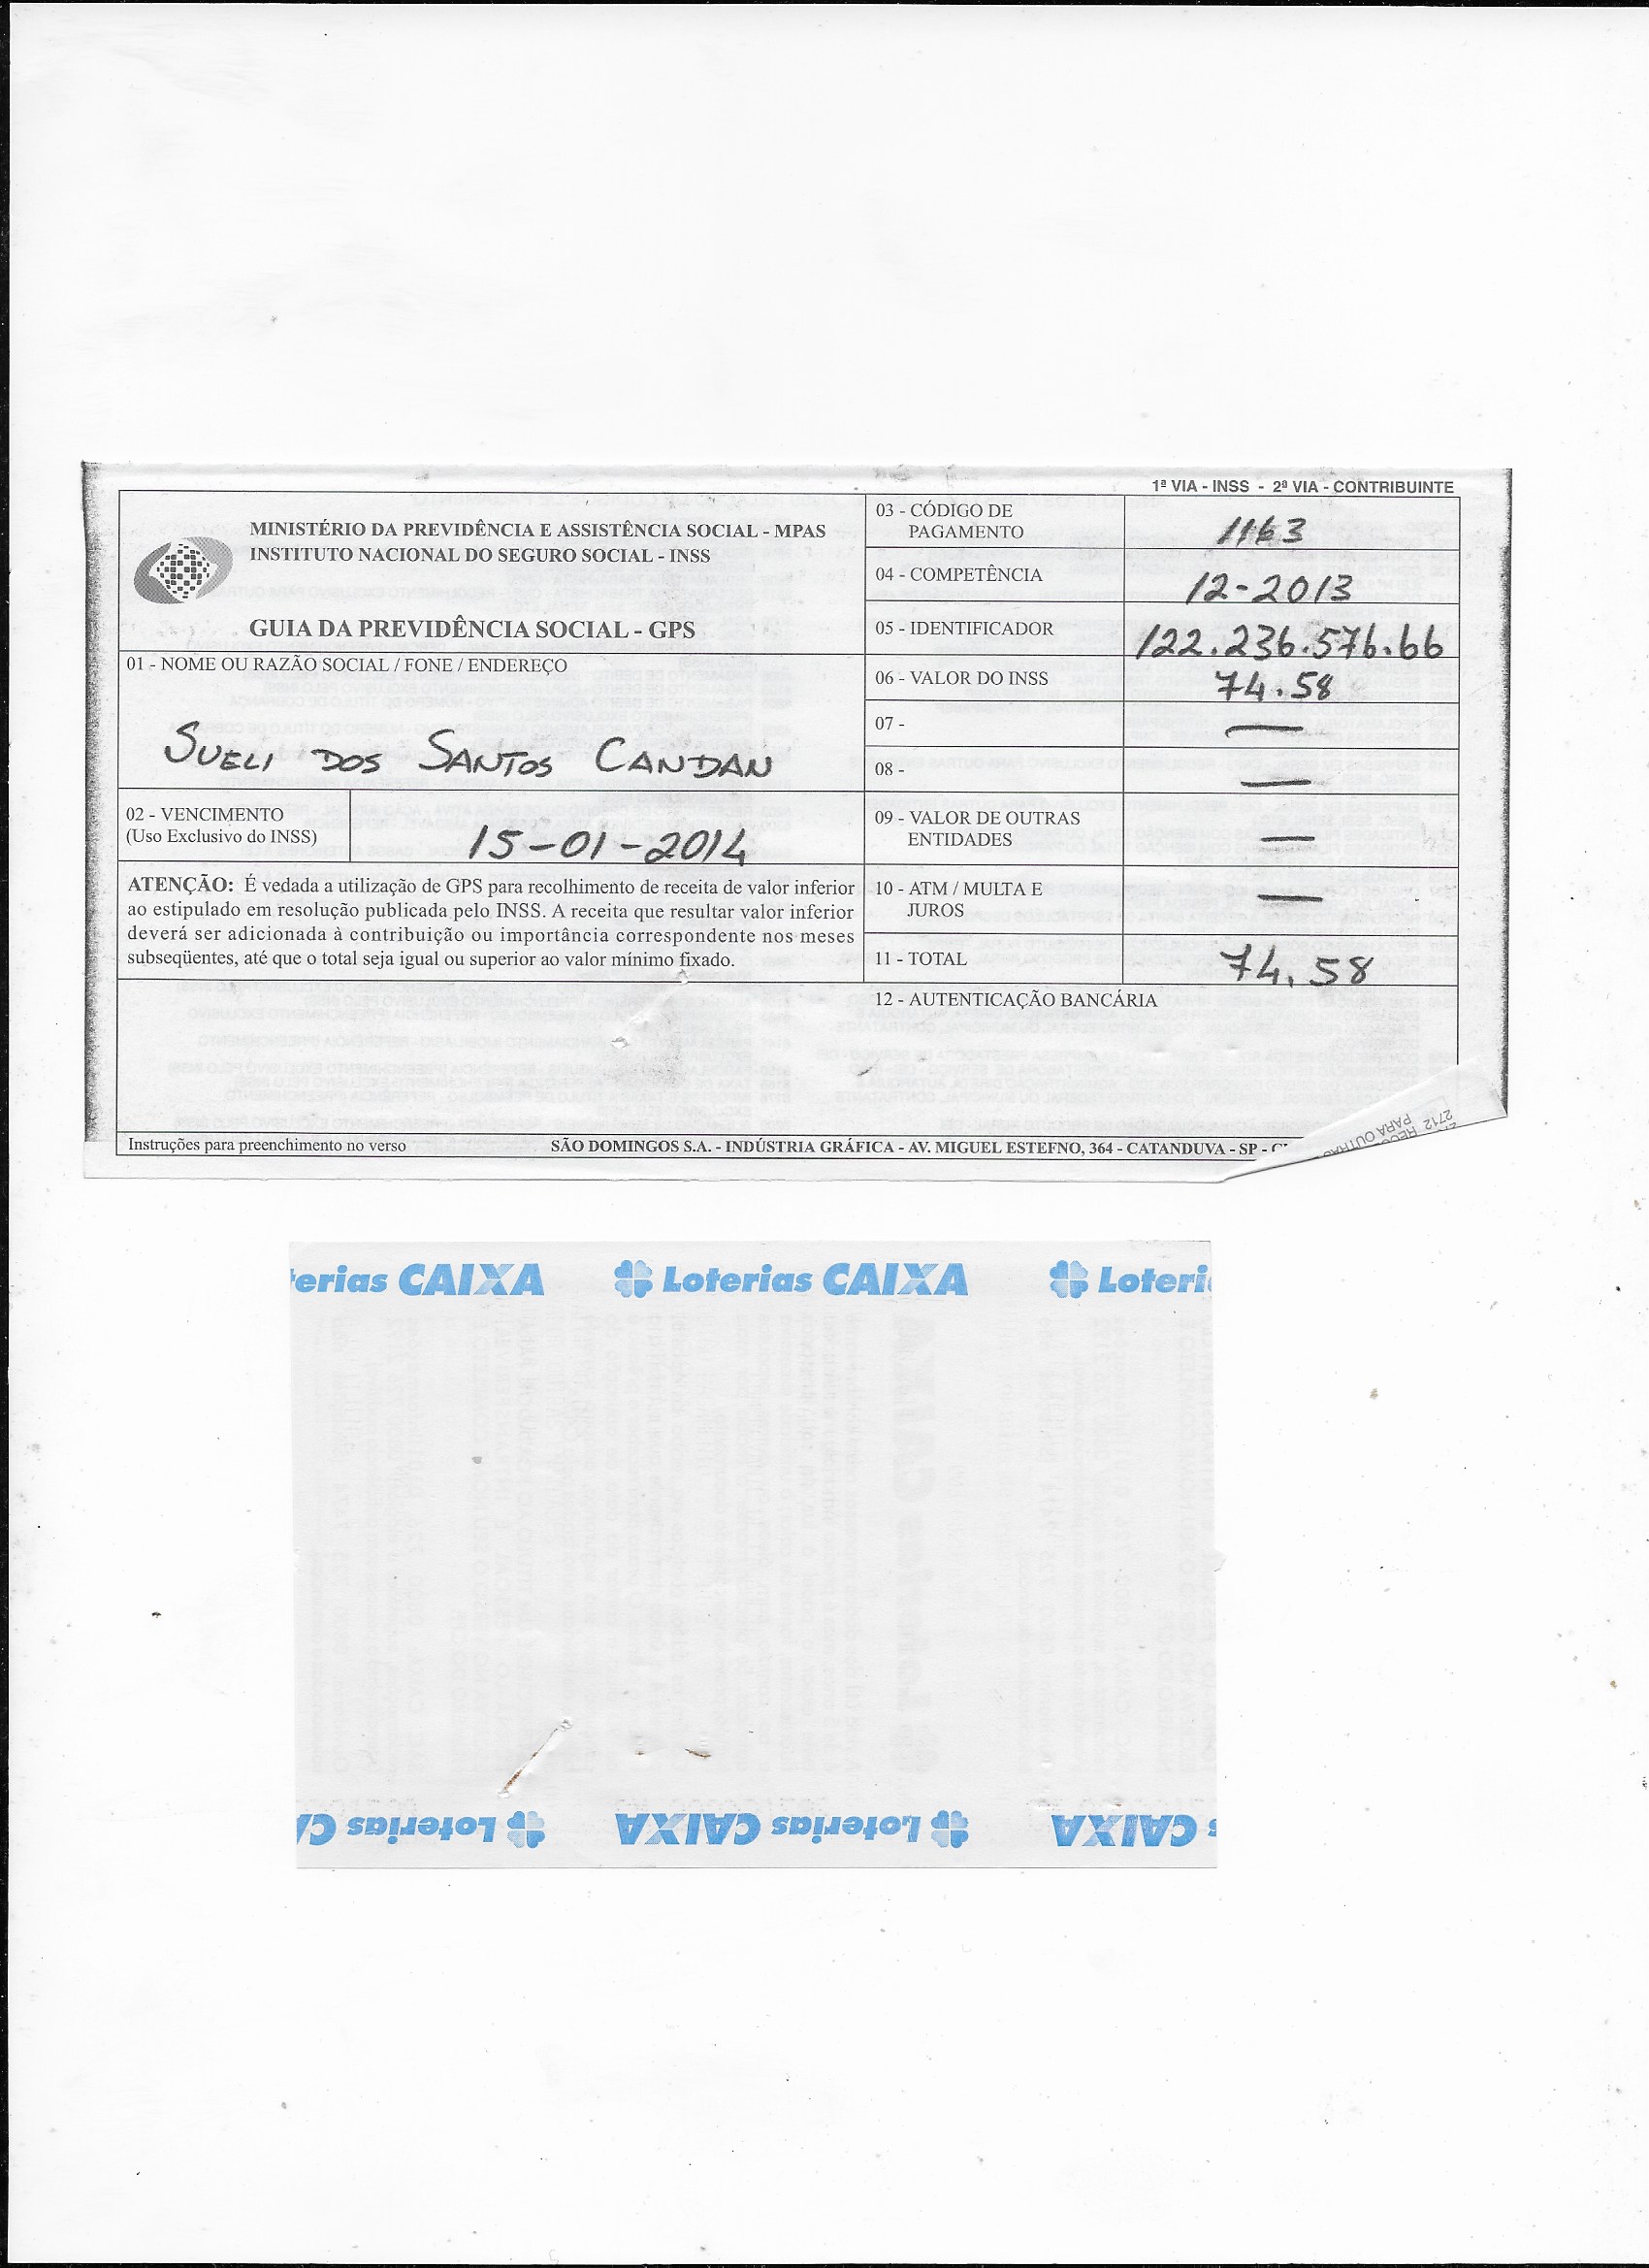 1ª VIA - INSS - 2ª VIA - CONTRIBUINTE
MINISTÉRIO DA PREVIDÊNCIA E ASSISTÊNCIA SOCIAL - MPAS
INSTITUTO NACIONAL DO SEGURO SOCIAL - INSS
GUIA DA PREVIDÊNCIA SOCIAL - GPS
01 - NOME OU RAZÃO SOCIAL / FONE / ENDEREÇO
SUELI DOS SANTOS CANDAN
02 - VENCIMENTO
(Uso Exclusivo do INSS)
15-01-2014
ATENÇÃO: É vedada a utilização de GPS para recolhimento de receita de valor inferior
ao estipulado em resolução publicada pelo INSS. A receita que resultar valor inferior
deverá ser adicionada à contribuição ou importância correspondente nos meses
subseqüentes, até que o total seja igual ou superior ao valor mínimo fixado.
03 - CÓDIGO DE
PAGAMENTO
1163
04 - COMPETÊNCIA
12-2013
05 - IDENTIFICADOR
122.236.576.66
06 - VALOR DO INSS
74.58
07 -
—
08 -
—
09 - VALOR DE OUTRAS
ENTIDADES
—
10 - ATM / MULTA E
JUROS
—
11 - TOTAL
74.58
12 - AUTENTICAÇÃO BANCÁRIA
Instruções para preenchimento no verso
SÃO DOMINGOS S.A. - INDÚSTRIA GRÁFICA - AV. MIGUEL ESTEFNO, 364 - CATANDUVA - SP -
2712
PARA
erias CAIXA Loterias CAIXA Loteri
CA Loterias CAIXA Loterias CAIXA s